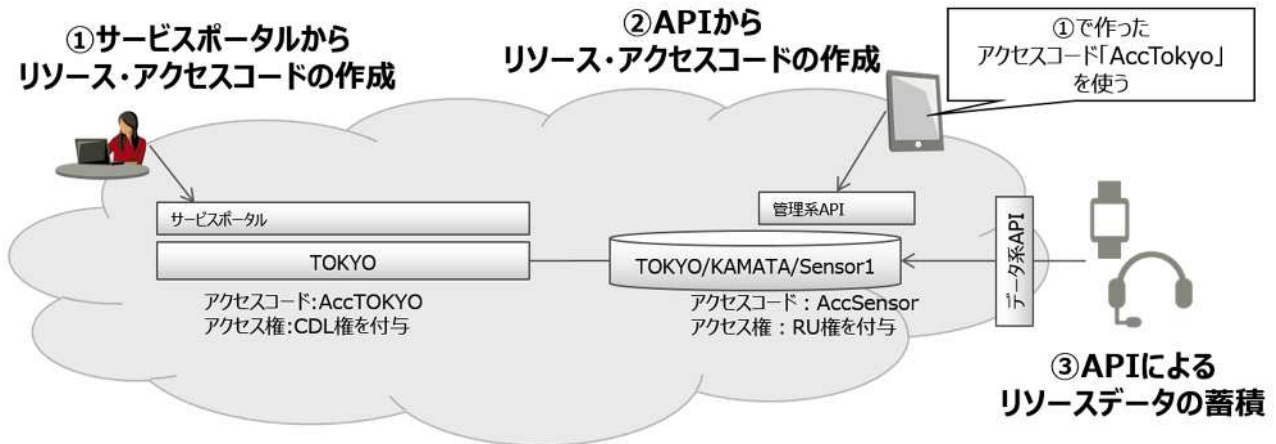 ①サービスポータルから
リソース・アクセスコードの作成
②APIから
リソース・アクセスコードの作成
①で作った
アクセスコード「AccTokyo」
を使う
サービスポータル
TOKYO
アクセスコード:AccTOKYO
アクセス権:CDL権を付与
管理系API
TOKYO/KAMATA/Sensor1
アクセスコード：AccSensor
アクセス権：RU権を付与
データ系API
③APIによる
リソースデータの蓄積